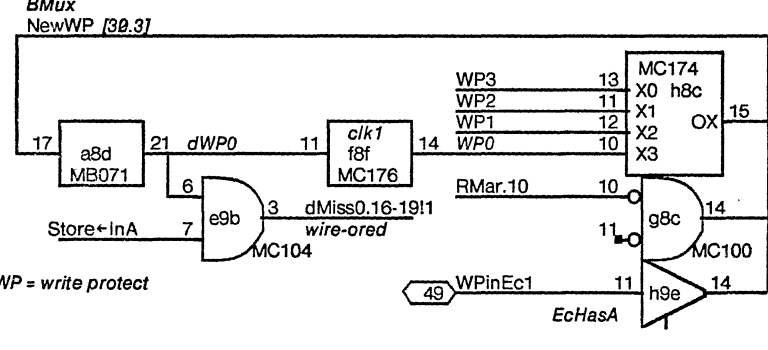 BMux
NewWP [30.3]
MC174
WP3 13 X0 h8c
WP2 11 X1
WP1 12 X2 OX 15
WP0 10 X3
17 a8d 21 dWP0 11 clk1 14
MB071
f8f
MC176
6
e9b 3 dMiss0.16-19!1
wire-ored
Store←InA 7
MC104
RMar.10 10
g8c 14
11
MC100
WP = write protect
49 WPinEc1 11 h9e 14
EcHasA